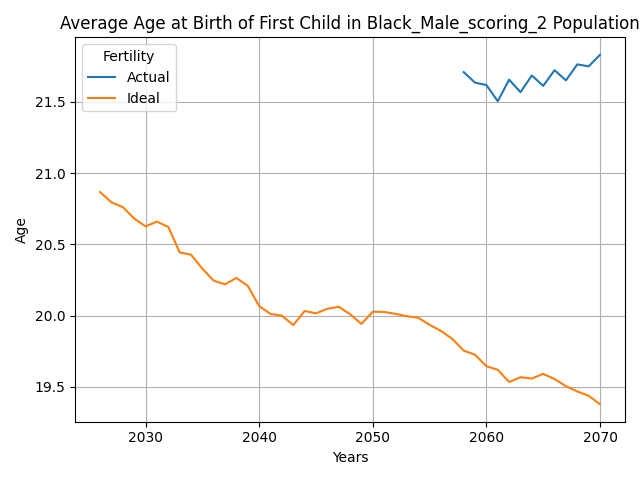 Average Age at Birth of First Child in Black_Male_scoring_2 Population
Fertility
Actual
Ideal
21.5
21.0
20.5
20.0
19.5
Age
2030 2040 2050 2060 2070
Years